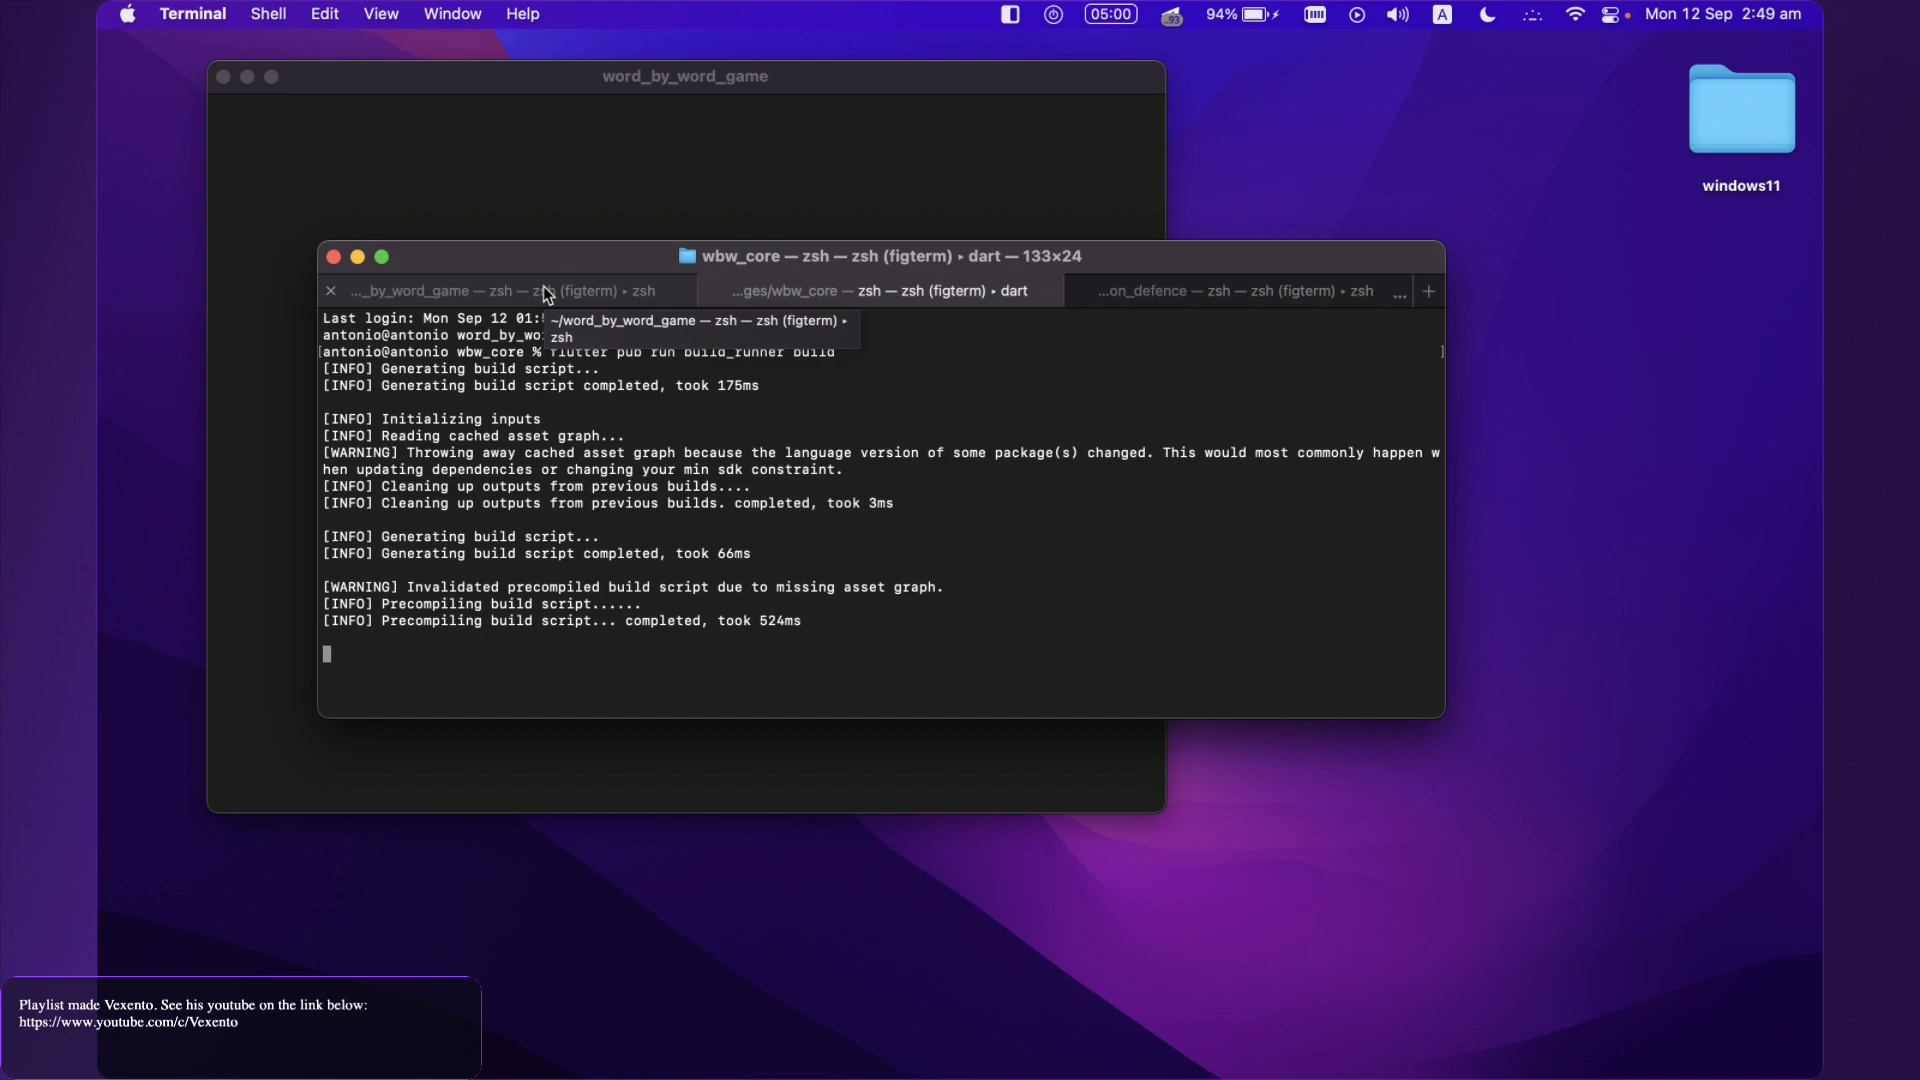 Terminal Shell Edit View Window Help 05:00 ..93 94% A Mon 12 Sep 2:49 am
word_by_word_game
windows11
wbw_core — zsh — zsh (figterm) ▸ dart — 133×24
..._by_word_game — zsh — zsh (figterm) ▸ zsh ...ges/wbw_core — zsh — zsh (figterm) ▸ dart ...on_defence — zsh — zsh (figterm) ▸ zsh ... +
Last login: Mon Sep 12 01:
~/word_by_word_game — zsh — zsh (figterm) ▸
zsh
antonio@antonio word_by_wo
[antonio@antonio wbw_core % flutter pub run build_runner build ]
[INFO] Generating build script...
[INFO] Generating build script completed, took 175ms
[INFO] Initializing inputs
[INFO] Reading cached asset graph...
[WARNING] Throwing away cached asset graph because the language version of some package(s) changed. This would most commonly happen w
hen updating dependencies or changing your min sdk constraint.
[INFO] Cleaning up outputs from previous builds....
[INFO] Cleaning up outputs from previous builds. completed, took 3ms
[INFO] Generating build script...
[INFO] Generating build script completed, took 66ms
[WARNING] Invalidated precompiled build script due to missing asset graph.
[INFO] Precompiling build script......
[INFO] Precompiling build script... completed, took 524ms
Playlist made Vexento. See his youtube on the link below:
https://www.youtube.com/c/Vexento